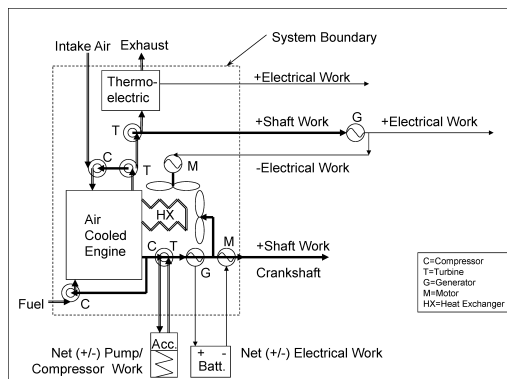 Intake Air
Exhaust
System Boundary
Thermo-
electric
+Electrical Work
T
+Shaft Work
G
+Electrical Work
C
T
M
-Electrical Work
Air
Cooled
Engine
HX
C
T
M
+Shaft Work
G
Crankshaft
C=Compressor
T=Turbine
G=Generator
M=Motor
HX=Heat Exchanger
Fuel
C
Net (+/-) Pump/
Compressor Work
Acc.
+ -
Batt.
Net (+/-) Electrical Work